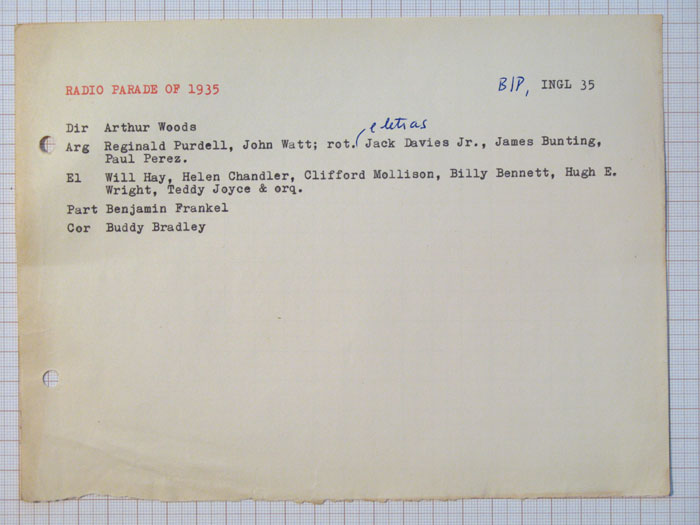 RADIO PARADE OF 1935 BIP, INGL 35
e letras
Dir Arthur Woods
Arg Reginald Purdell, John Watt; rot. Jack Davies Jr., James Bunting,
Paul Perez.
El Will Hay, Helen Chandler, Clifford Mollison, Billy Bennett, Hugh E.
Wright, Teddy Joyce & orq.
Part Benjamin Frankel
Cor Buddy Bradley